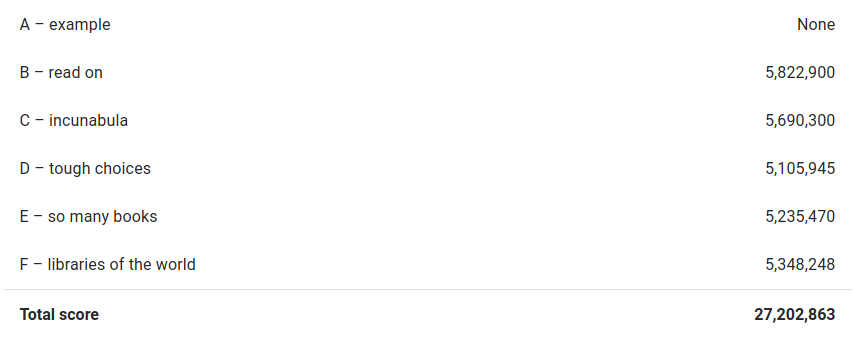 A – example None
B – read on 5,822,900
C – incunabula 5,690,300
D – tough choices 5,105,945
E – so many books 5,235,470
F – libraries of the world 5,348,248
Total score 27,202,863